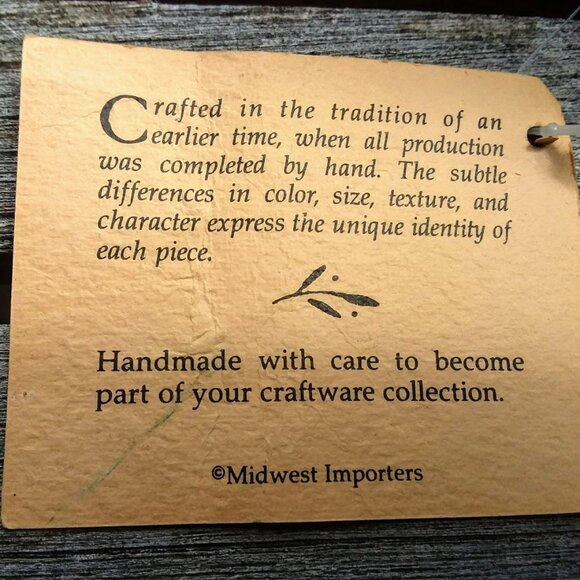 Crafted in the tradition of an
earlier time, when all production
was completed by hand. The subtle
differences in color, size, texture, and
character express the unique identity of
each piece.
Handmade with care to become
part of your craftware collection.
©Midwest Importers